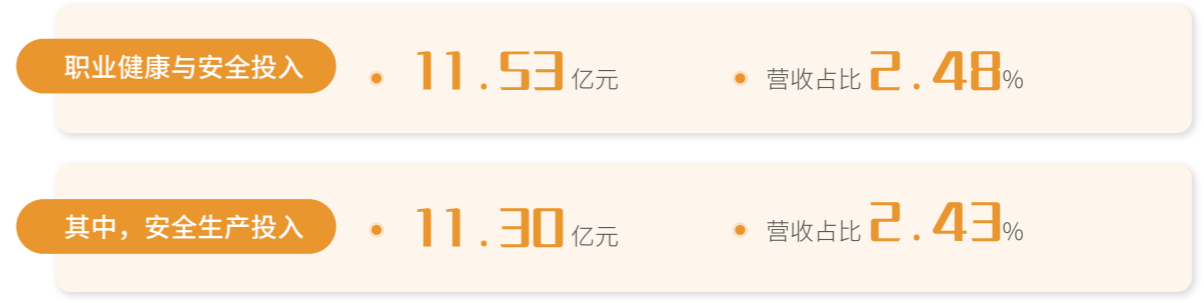 职业健康与安全投入 11.53亿元 营收占比2.48%
其中，安全生产投入 11.30亿元 营收占比2.43%